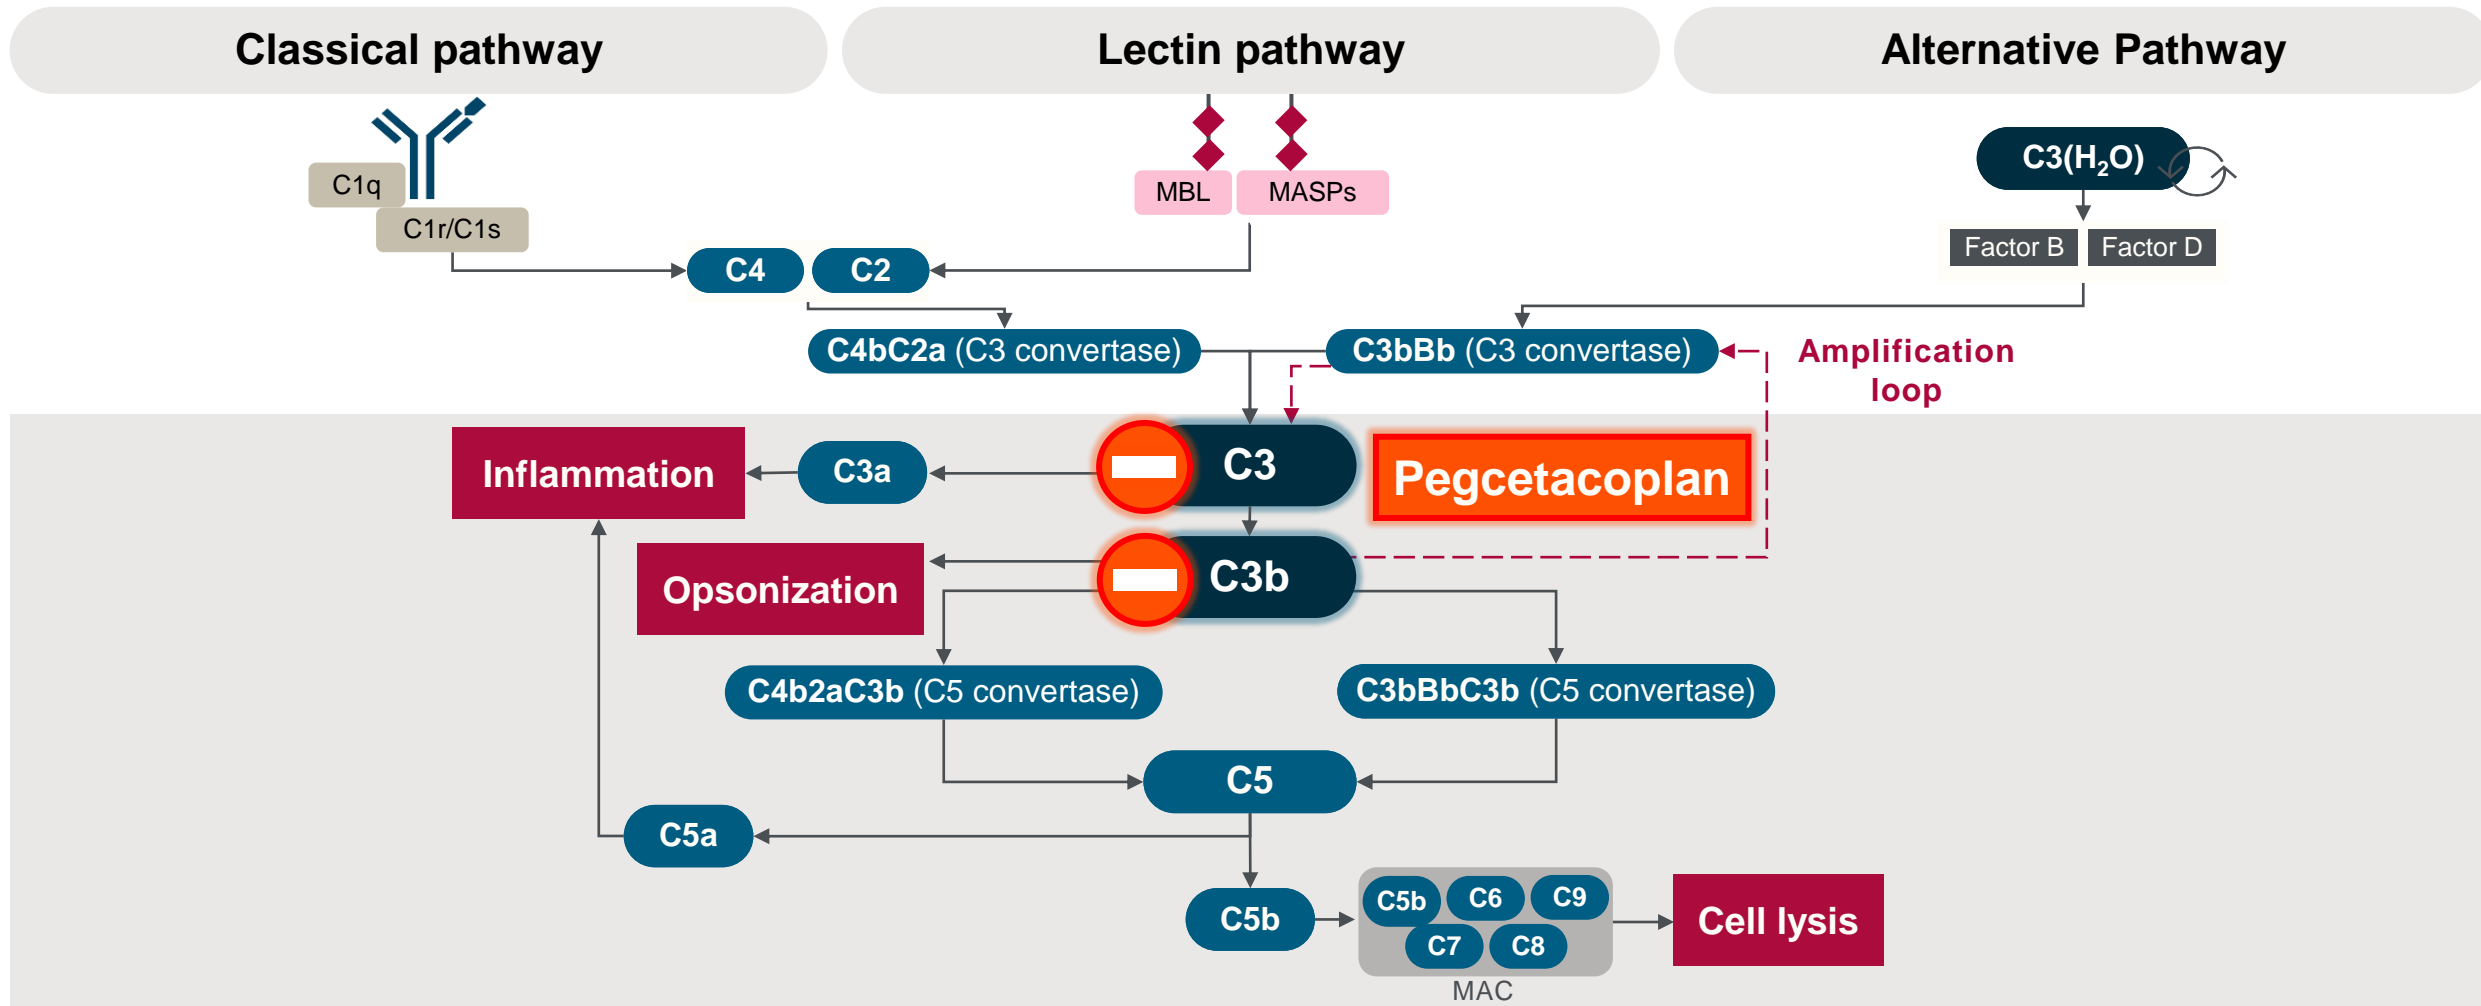 Classical pathway
Lectin pathway
Alternative Pathway
C1q
C1r/C1s
MBL
MASPs
C3(H₂O)
Factor B
Factor D
C4
C2
C4bC2a (C3 convertase)
C3bBb (C3 convertase)
Amplification
loop
Inflammation
C3a
C3
Pegcetacoplan
Opsonization
C3b
C4b2aC3b (C5 convertase)
C3bBbC3b (C5 convertase)
C5
C5a
C5b
C5b
C6
C9
C7
C8
MAC
Cell lysis